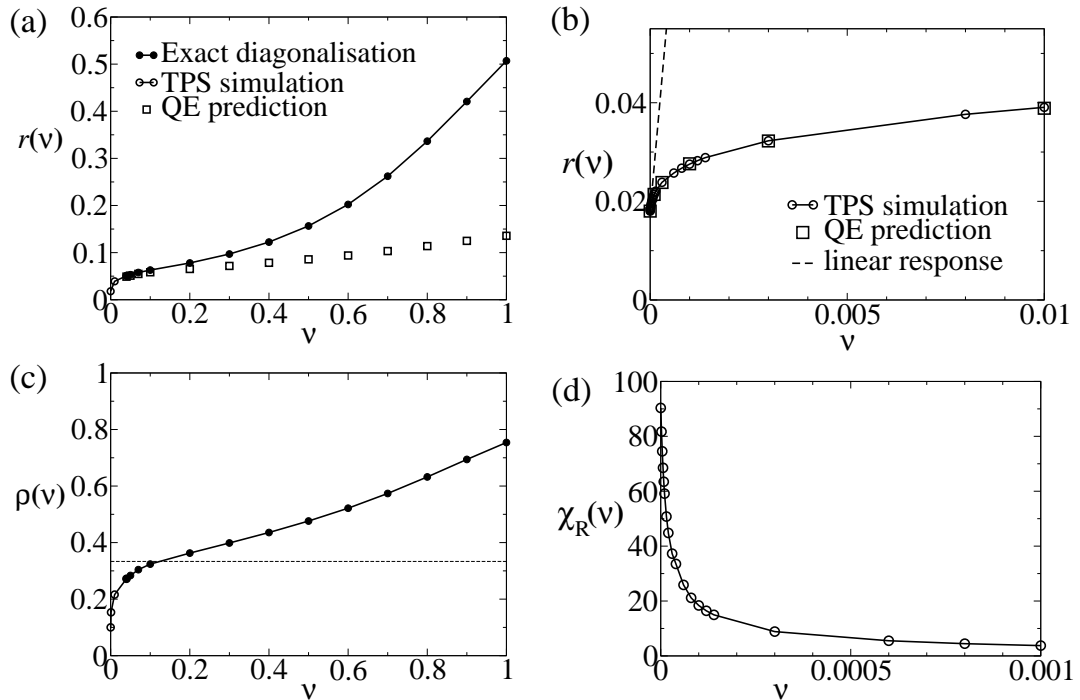 (a)
0.6
0.5
0.4
r(ν)
0.3
0.2
0.1
0
Exact diagonalisation
TPS simulation
QE prediction
0 0.2 0.4 0.6 0.8 1
ν
(b)
0.04
r(ν)
0.02
0
TPS simulation
QE prediction
linear response
0 0.005 0.01
ν
(c)
1
0.8
0.6
ρ(ν)
0.4
0.2
0
0 0.2 0.4 0.6 0.8 1
ν
(d)
100
80
60
χR(ν)
40
20
0
0 0.0005 0.001
ν